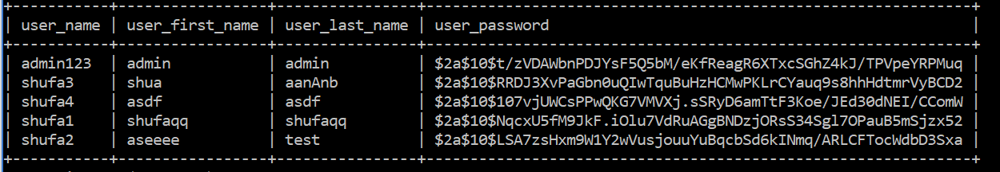 user_name | user_first_name | user_last_name | user_password
admin123 | admin | admin | $2a$10$t/zVDAWbnPDJYsF5Q5bM/eKfReagR6XTxcSGhZ4kJ/TPVpeYRPMuq
shufa3 | shua | aanAnb | $2a$10$RRDJ3XvPaGbn0uQIwTquBuHzHCMwPKLrCYauq9s8hhHdtmrVyBCD2
shufa4 | asdf | asdf | $2a$10$107vjUWCsPPwQKG7VMVXj.sSRyD6amTtF3Koe/JEd30dNEI/CComW
shufa1 | shufaqq | shufaqq | $2a$10$NqcxU5fM9JkF.iOlu7VdRuAGgBNDzjORsS34Sgl7OPauB5mSjzx52
shufa2 | aseeee | test | $2a$10$LSA7zsHxm9W1Y2wVusjouuYuBqcbSd6kINmq/ARLCFTocWdbD3Sxa